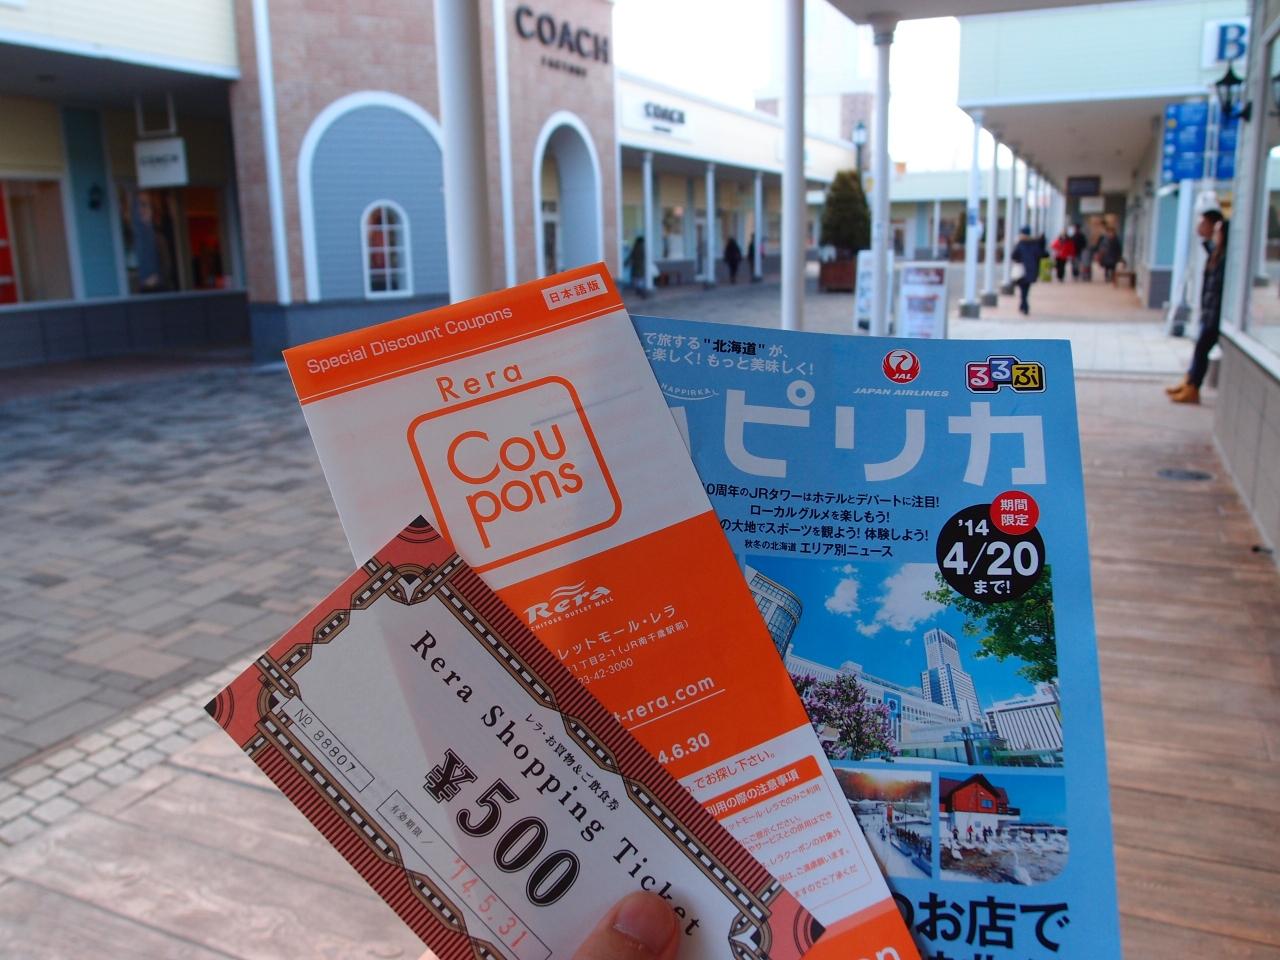 COACH
FACTORY
COACH
COACH
B
Special Discount Coupons
日本語版
Rera
Cou
pons
Rera
CHITOSE OUTLET MALL
レットモール・レラ
1丁目2-1(JR南千歳駅前)
23-42-3000
t-rera.com
4.6.30
でお探し下さい。
利用の際の注意事項
で旅する"北海道"が、
楽しく!もっと美味しく!
HAPPIRKA
JAL
JAPAN AIRLINES
るるぶ
ピリカ
0周年のJRタワーはホテルとデパートに注目!
ローカルグルメを楽しもう!
の大地でスポーツを観よう!体験しよう!
秋冬の北海道 エリア別ニュース
期間
限定
'14
4/20
まで!
のお店で
Rera Shopping Ticket
レラ・お買物&ご飲食券
¥500
No 88807
有効期限/
'14.5.31